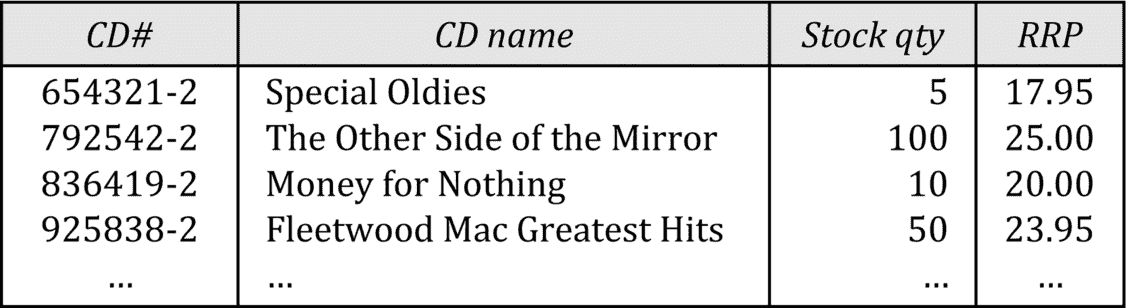 CD# CD name Stock qty RRP
654321-2 Special Oldies 5 17.95
792542-2 The Other Side of the Mirror 100 25.00
836419-2 Money for Nothing 10 20.00
925838-2 Fleetwood Mac Greatest Hits 50 23.95
... ... ... ...